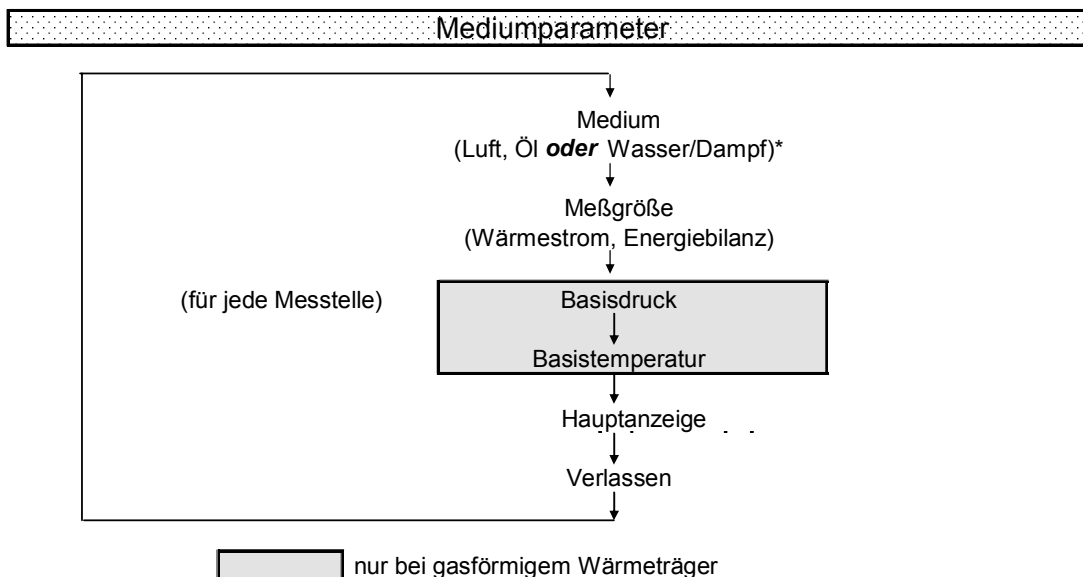 Mediumparameter
Medium
(Luft, Öl oder Wasser/Dampf)*
Meßgröße
(Wärmestrom, Energiebilanz)
(für jede Messtelle) Basisdruck
Basistemperatur
Hauptanzeige
Verlassen
nur bei gasförmigem Wärmeträger